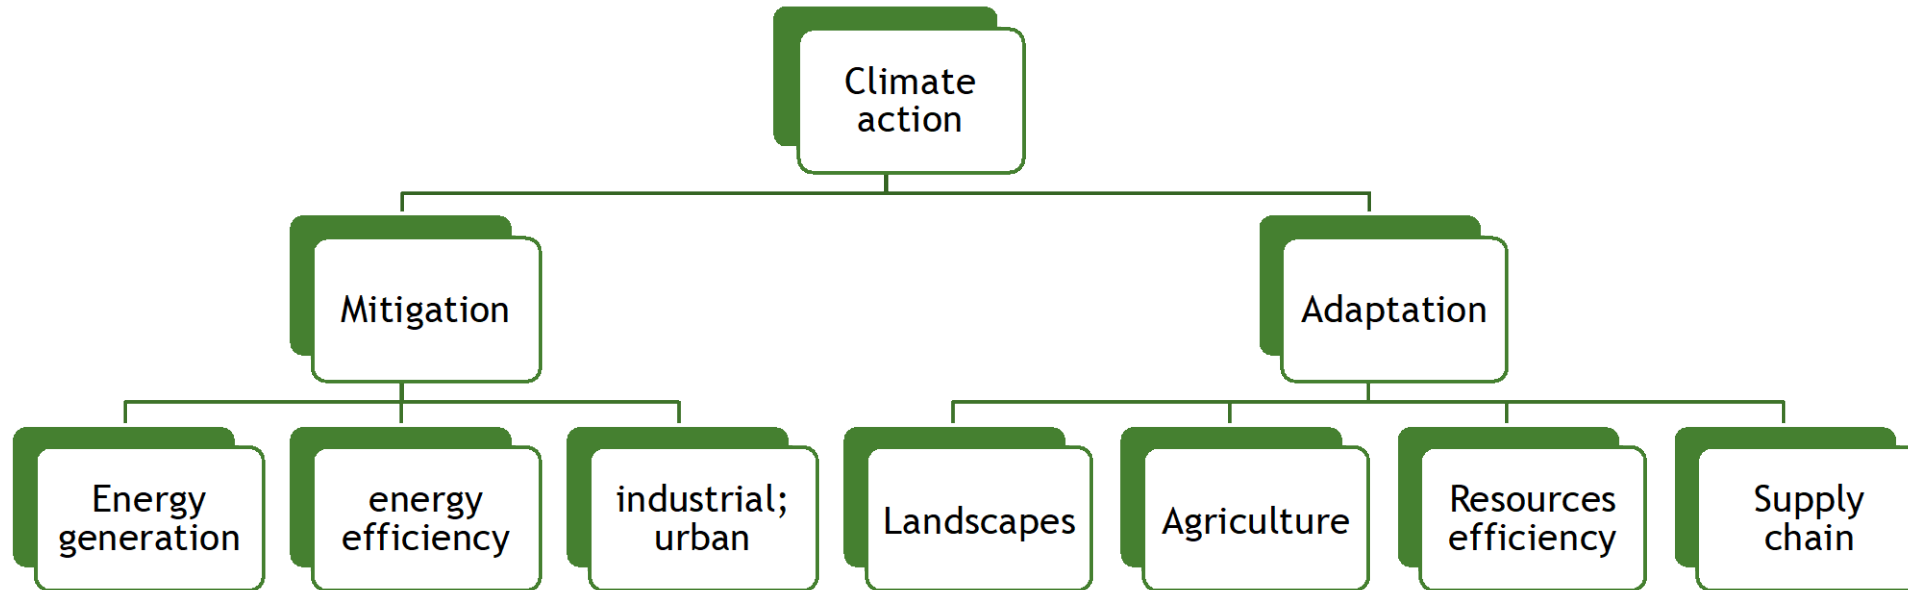 Climate
action
Mitigation
Adaptation
Energy
generation
energy
efficiency
industrial;
urban
Landscapes
Agriculture
Resources
efficiency
Supply
chain